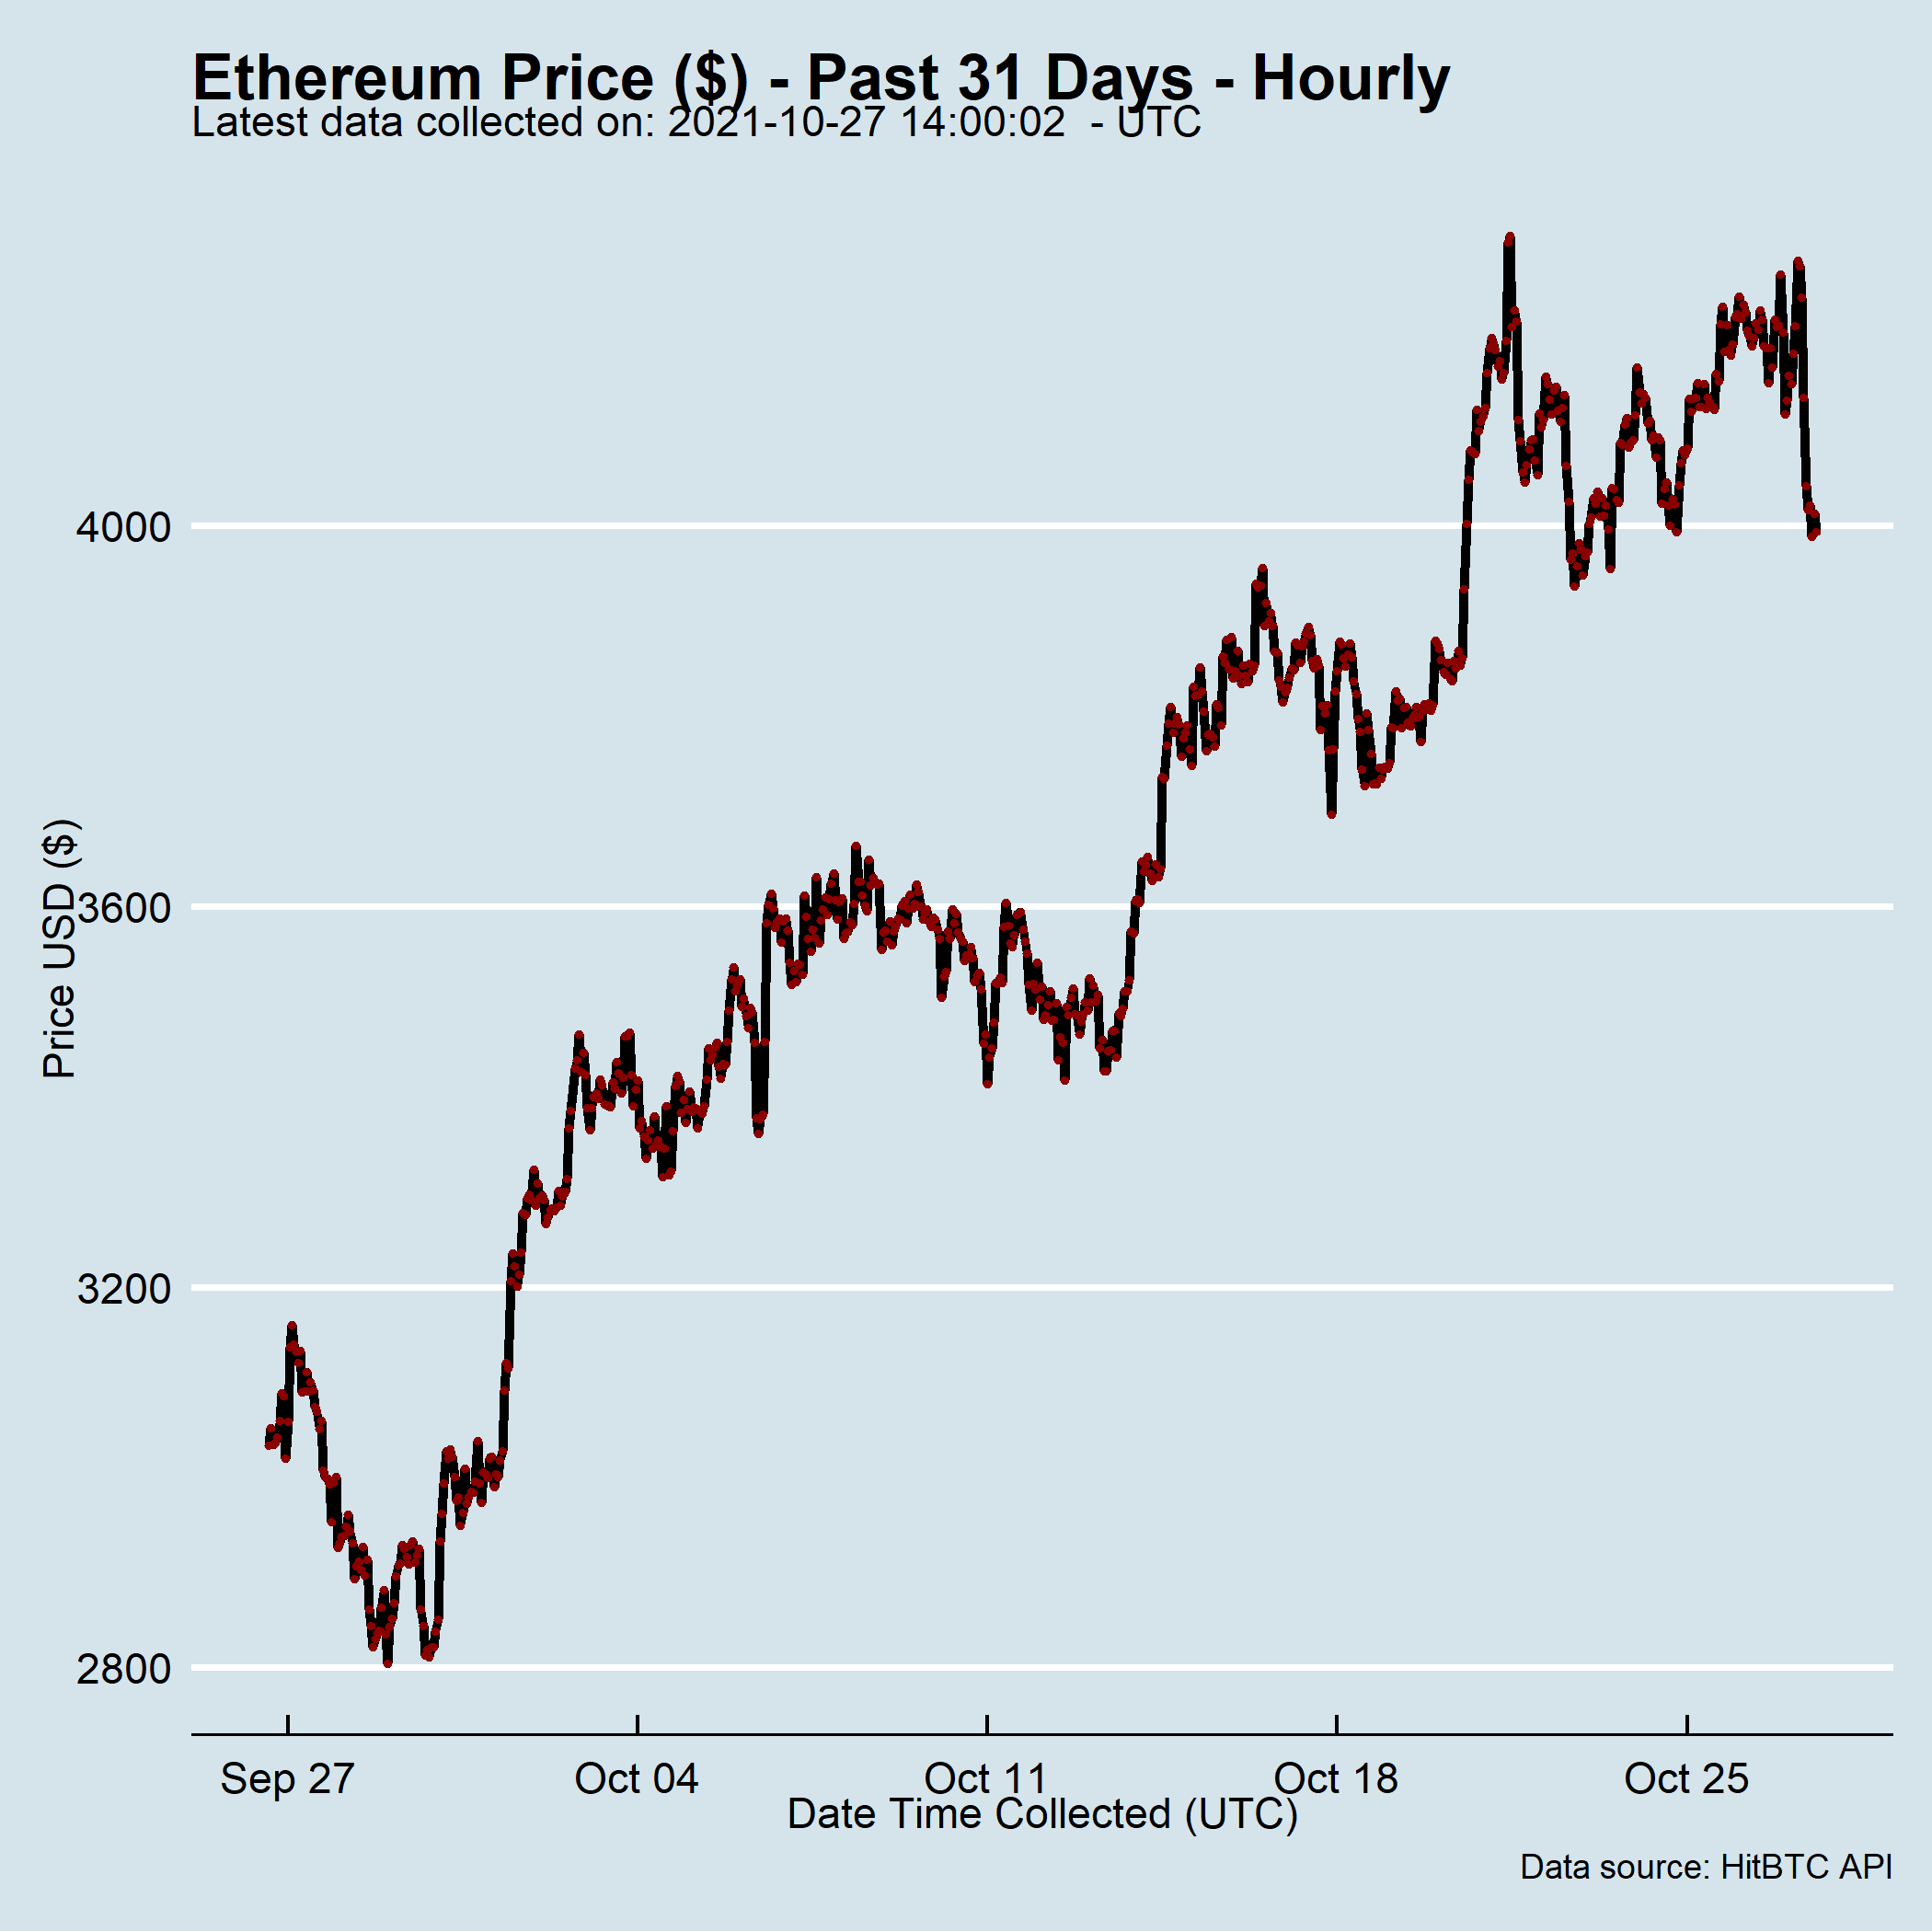 Ethereum Price ($) - Past 31 Days - Hourly
Latest data collected on: 2021-10-27 14:00:02  - UTC
Price USD ($)
4000
3600
3200
2800
Sep 27
Oct 04
Oct 11
Oct 18
Oct 25
Date Time Collected (UTC)
Data source: HitBTC API